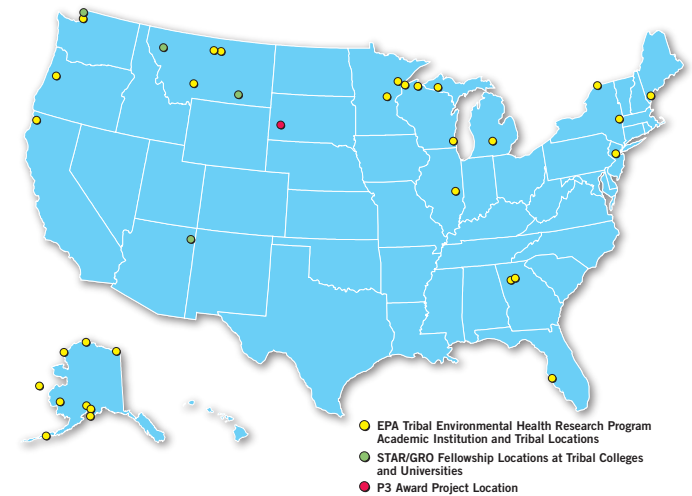 EPA Tribal Environmental Health Research Program
Academic Institution and Tribal Locations
STAR/GRO Fellowship Locations at Tribal Colleges
and Universities
P3 Award Project Location